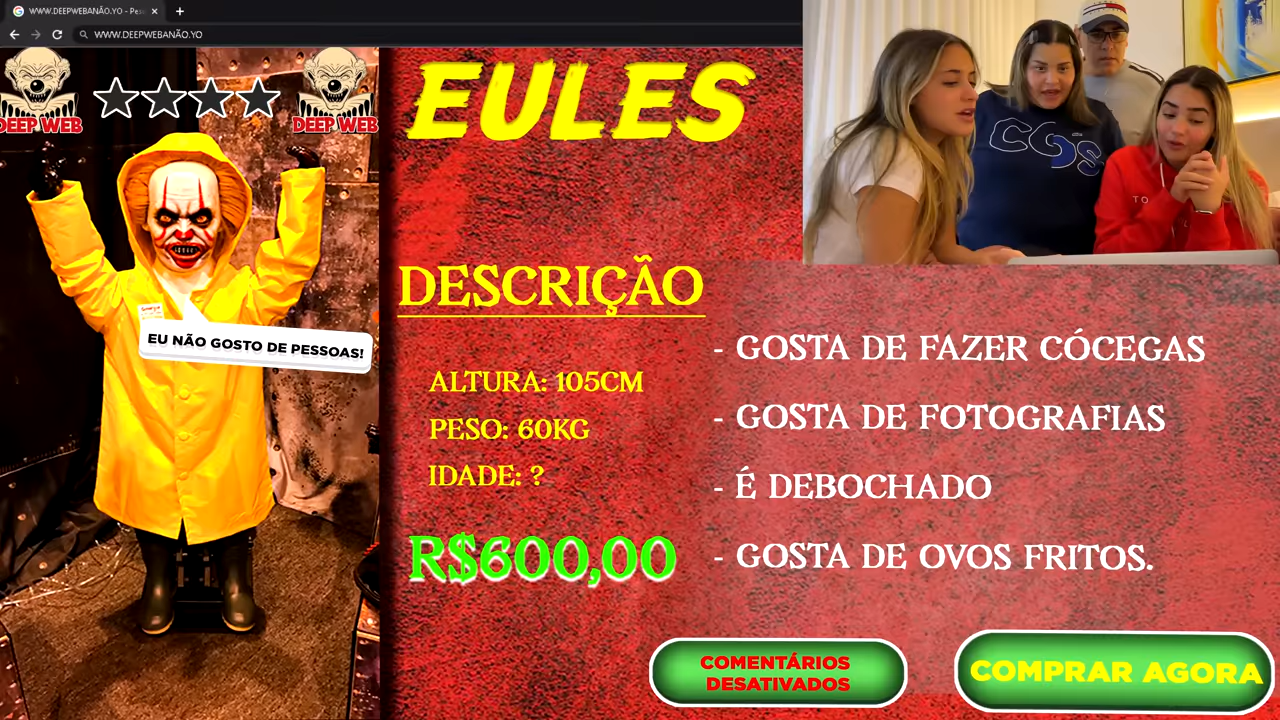 WWW.DEEPWEBANÃO.YO - Pes
WWW.DEEPWEBANÃO.YO
DEEP WEB
DEEP WEB
EULES
DESCRIÇÃO
EU NÃO GOSTO DE PESSOAS!
ALTURA: 105CM
PESO: 60KG
IDADE: ?
R$600,00
- GOSTA DE FAZER CÓCEGAS
- GOSTA DE FOTOGRAFIAS
- É DEBOCHADO
- GOSTA DE OVOS FRITOS.
COMENTÁRIOS
DESATIVADOS
COMPRAR AGORA
TO